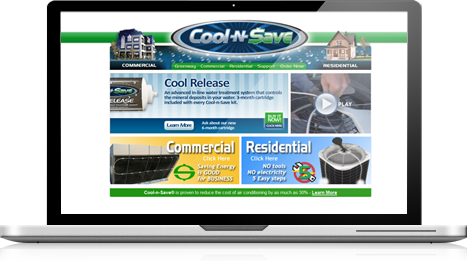 Cool-n-Save
COMMERCIAL
RESIDENTIAL
Greenway Commercial Residential Support Order Now
Cool Release
An advanced in-line water treatment system that controls
the mineral deposits in your water. 3-month cartridge
included with every Cool-n-Save kit.
Learn More
Ask about our new
6-month cartridge
PLAY
RELEASE
Commercial
Click Here
Saving Energy
is GOOD
for BUSINESS
Residential
Click Here
NO tools
NO electricity
5 Easy steps
Cool-n-Save® is proven to reduce the cost of air conditioning by as much as 30% - Learn More